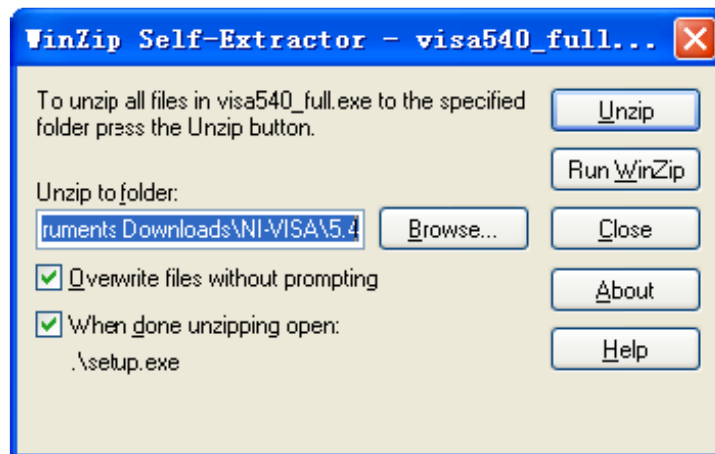 WinZip Self-Extractor - visa540_full...
To unzip all files in visa540_full.exe to the specified
folder press the Unzip button.
Unzip to folder:
ruments Downloads\NI-VISA\5.4
Browse...
Overwrite files without prompting
When done unzipping open:
.\setup.exe
Unzip
Run WinZip
Close
About
Help